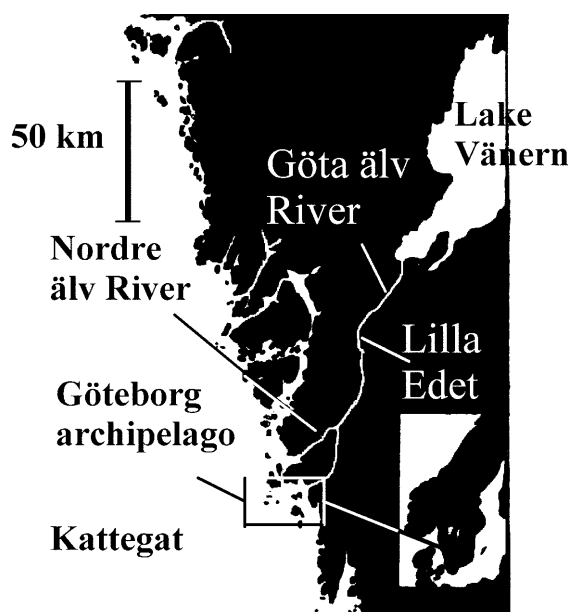 50 km
Lake
Vänern
Göta älv
River
Nordre
älv River
Lilla
Edet
Göteborg
archipelago
Kattegat